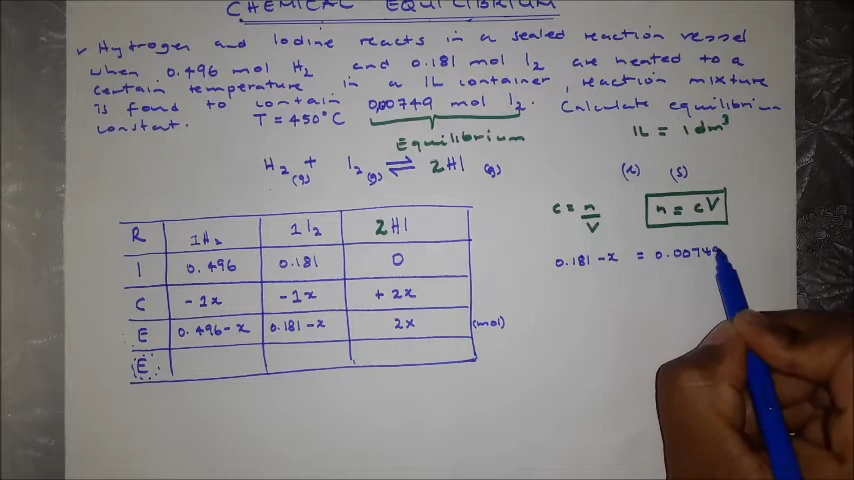 CHEMICAL EQUILIBRIUM
✓ Hydrogen and Iodine reacts in a sealed reaction vessel
when 0.496 mol H2 and 0.181 mol I2 are heated to a
certain temperature in a 1L container, reaction mixture
is found to contain 0,00749 mol I2. Calculate equilibrium
constant. T = 450°C
Equilibrium
1L = 1dm³
H2(g) + I2(g) ⇌ 2HI (g)
(l) (s)
c = n/V
n = cV
R 1H2 1I2 2HI
I 0.496 0.181 0
C -1x -1x + 2x
E 0.496-x 0.181-x 2x (mol)
E
0.181-x = 0.00749